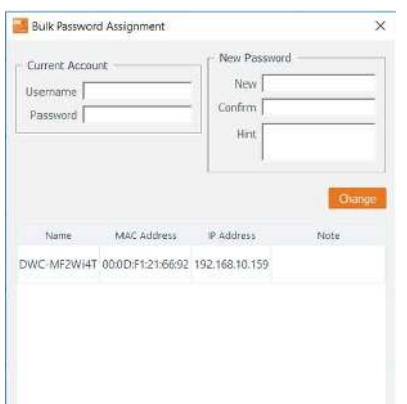 Bulk Password Assignment
Current Account
Username
Password
New Password
New
Confirm
Hint
Change
Name MAC Address IP Address Note
DWC-MF2Wi4T 00:0D:F1:21:66:92 192.168.10.159